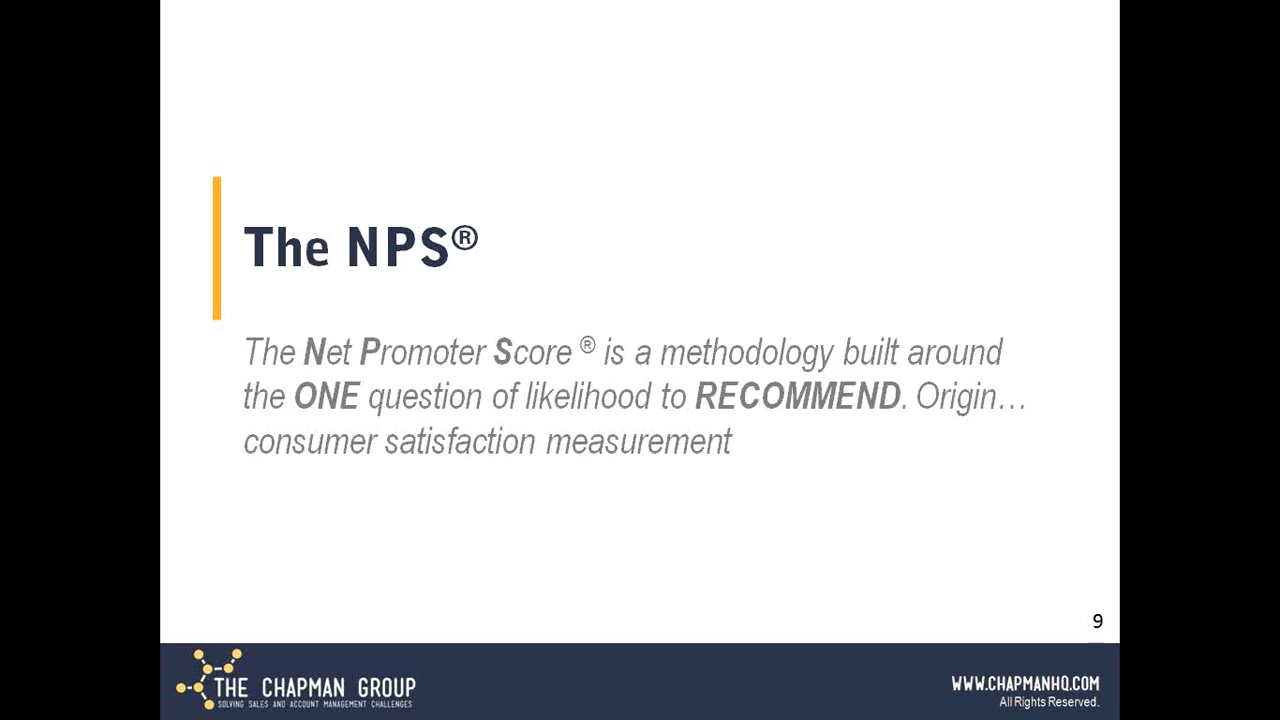 The NPS®
The Net Promoter Score ® is a methodology built around
the ONE question of likelihood to RECOMMEND. Origin…
consumer satisfaction measurement
9
THE CHAPMAN GROUP
SOLVING SALES AND ACCOUNT MANAGEMENT CHALLENGES
WWW.CHAPMANHQ.COM
All Rights Reserved.